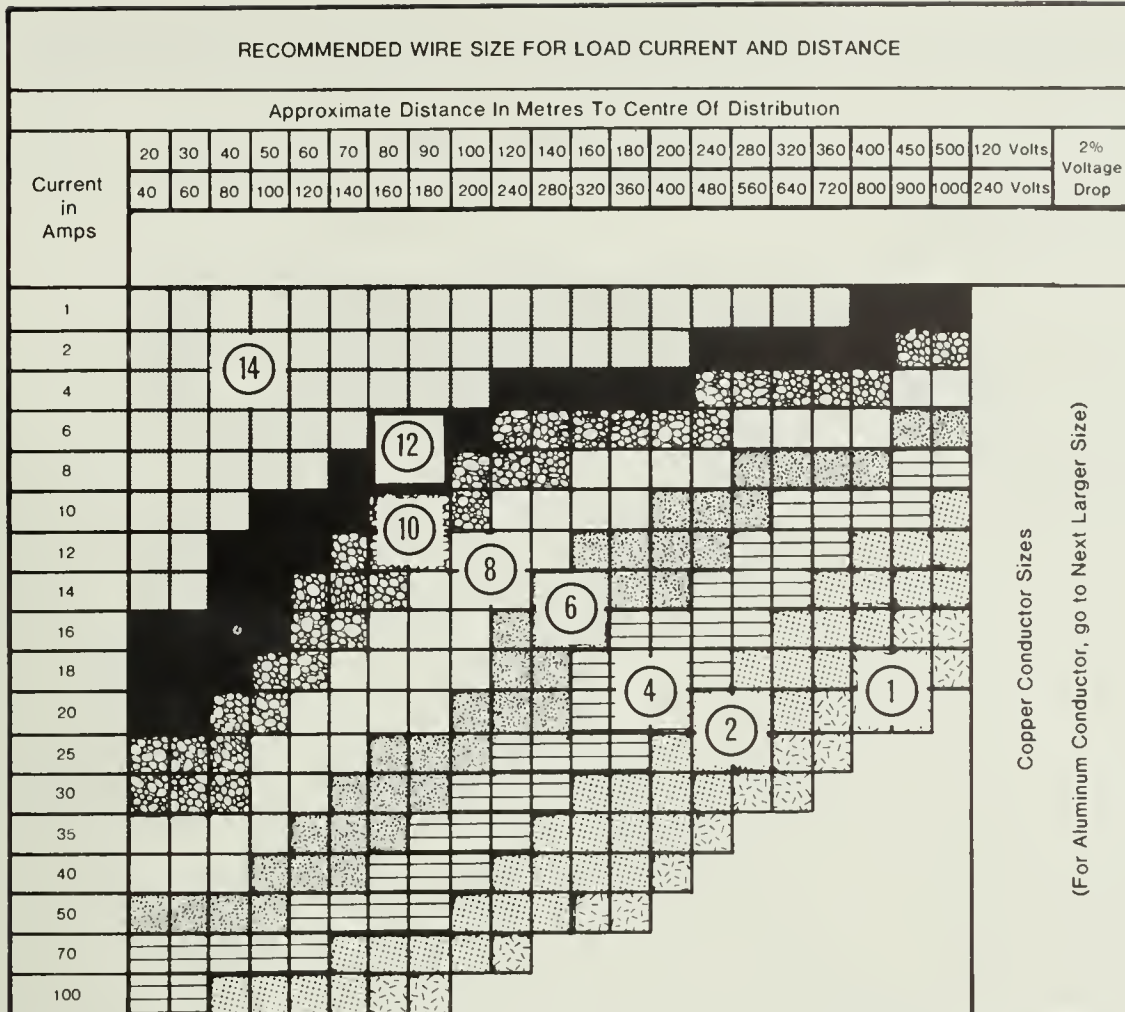 RECOMMENDED WIRE SIZE FOR LOAD CURRENT AND DISTANCE
Approximate Distance In Metres To Centre Of Distribution
Current
in
Amps
20 30 40 50 60 70 80 90 100 120 140 160 180 200 240 280 320 360 400 450 500 120 Volts
40 60 80 100 120 140 160 180 200 240 280 320 360 400 480 560 640 720 800 900 1000 240 Volts
2%
Voltage
Drop
1
2
14
4
6
12
8
10
10
12
8
14
6
16
18
4
1
20
2
25
30
35
40
50
70
100
Copper Conductor Sizes
(For Aluminum Conductor, go to Next Larger Size)